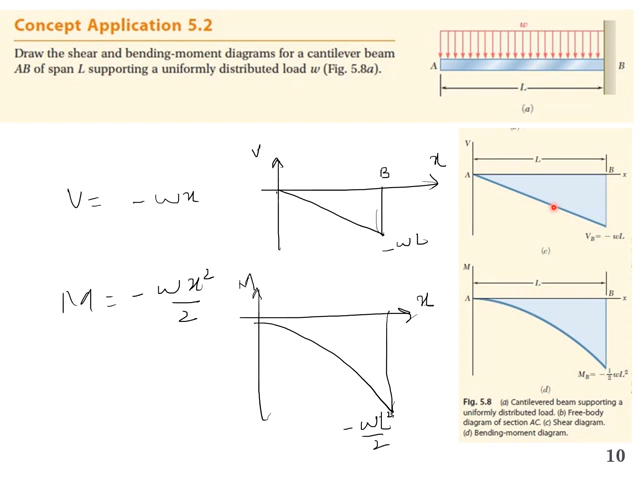 Concept Application 5.2
Draw the shear and bending-moment diagrams for a cantilever beam
AB of span L supporting a uniformly distributed load w (Fig. 5.8a).
w
A
B
L
(a)
V
x
B
V = - wx
-wL
M = - wx²/2
M
x
- wL²/2
V
L
A
B
x
V_B = - wL
(c)
M
L
A
B
x
M_B = - ½ wL²
(d)
Fig. 5.8 (a) Cantilevered beam supporting a
uniformly distributed load. (b) Free-body
diagram of section AC. (c) Shear diagram.
(d) Bending-moment diagram.
10